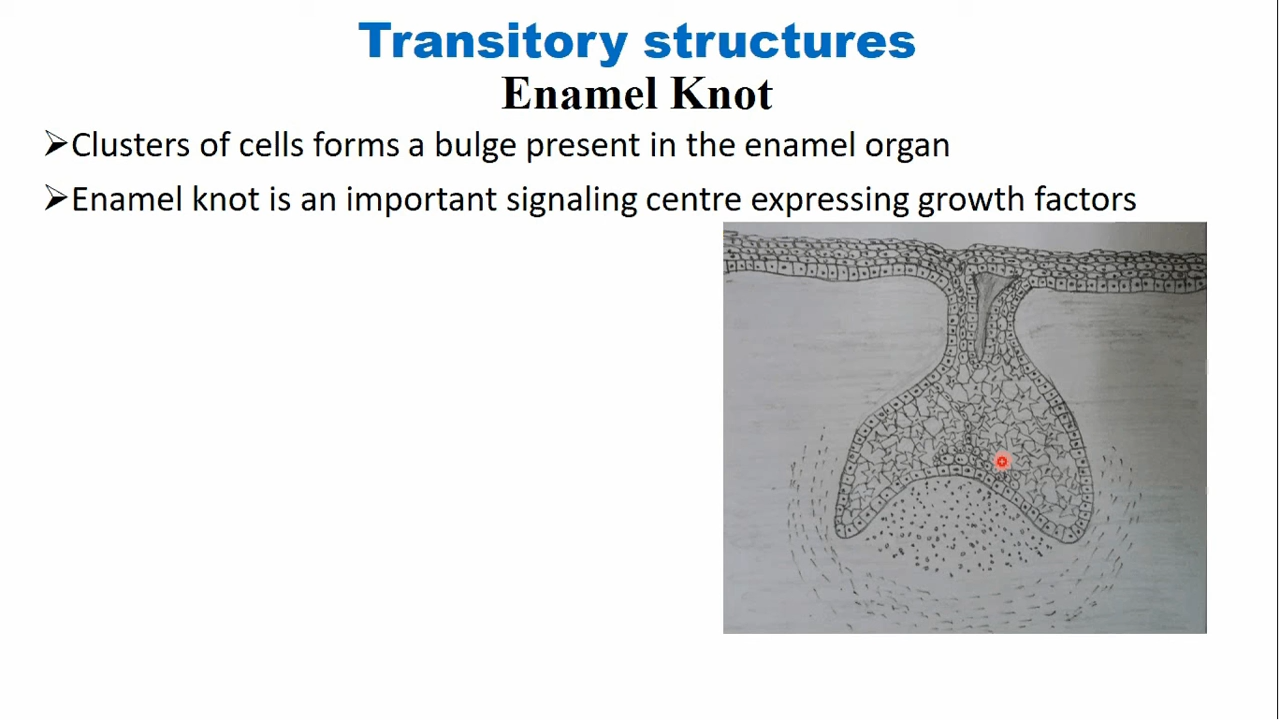 Transitory structures
Enamel Knot
➢Clusters of cells forms a bulge present in the enamel organ
➢Enamel knot is an important signaling centre expressing growth factors